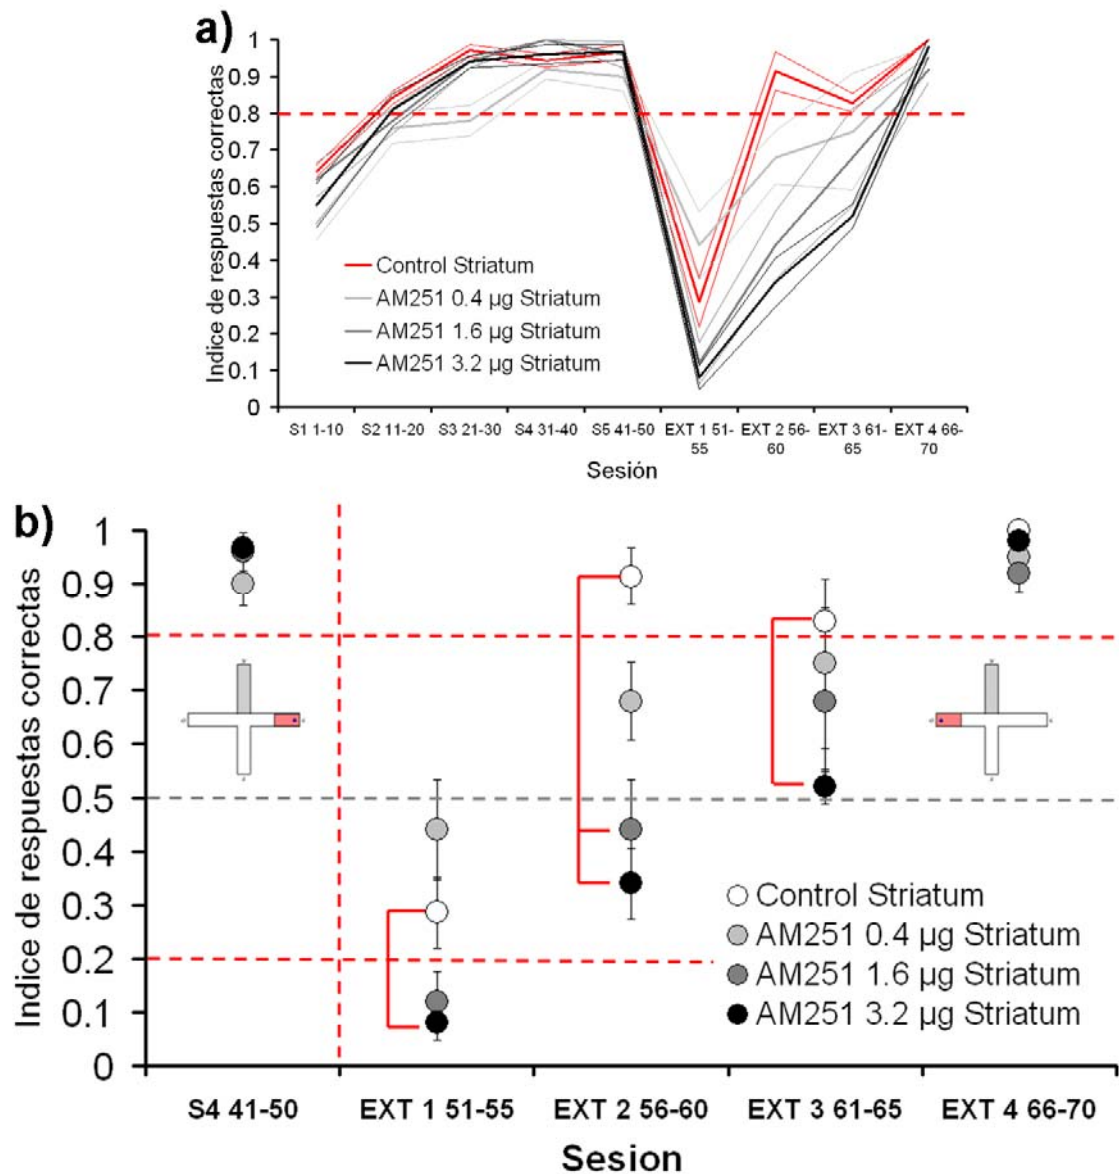 a)
Indice de respuestas correctas
1
0.9
0.8
0.7
0.6
0.5
0.4
0.3
0.2
0.1
0
Control Striatum
AM251 0.4 µg Striatum
AM251 1.6 µg Striatum
AM251 3.2 µg Striatum
S1 1-10 S2 11-20 S3 21-30 S4 31-40 S5 41-50 EXT 1 51- EXT 2 56- EXT 3 61- EXT 4 66-
55 60 65 70
Sesión
b)
Indice de respuestas correctas
1
0.9
0.8
0.7
0.6
0.5
0.4
0.3
0.2
0.1
0
Control Striatum
AM251 0.4 µg Striatum
AM251 1.6 µg Striatum
AM251 3.2 µg Striatum
S4 41-50 EXT 1 51-55 EXT 2 56-60 EXT 3 61-65 EXT 4 66-70
Sesion